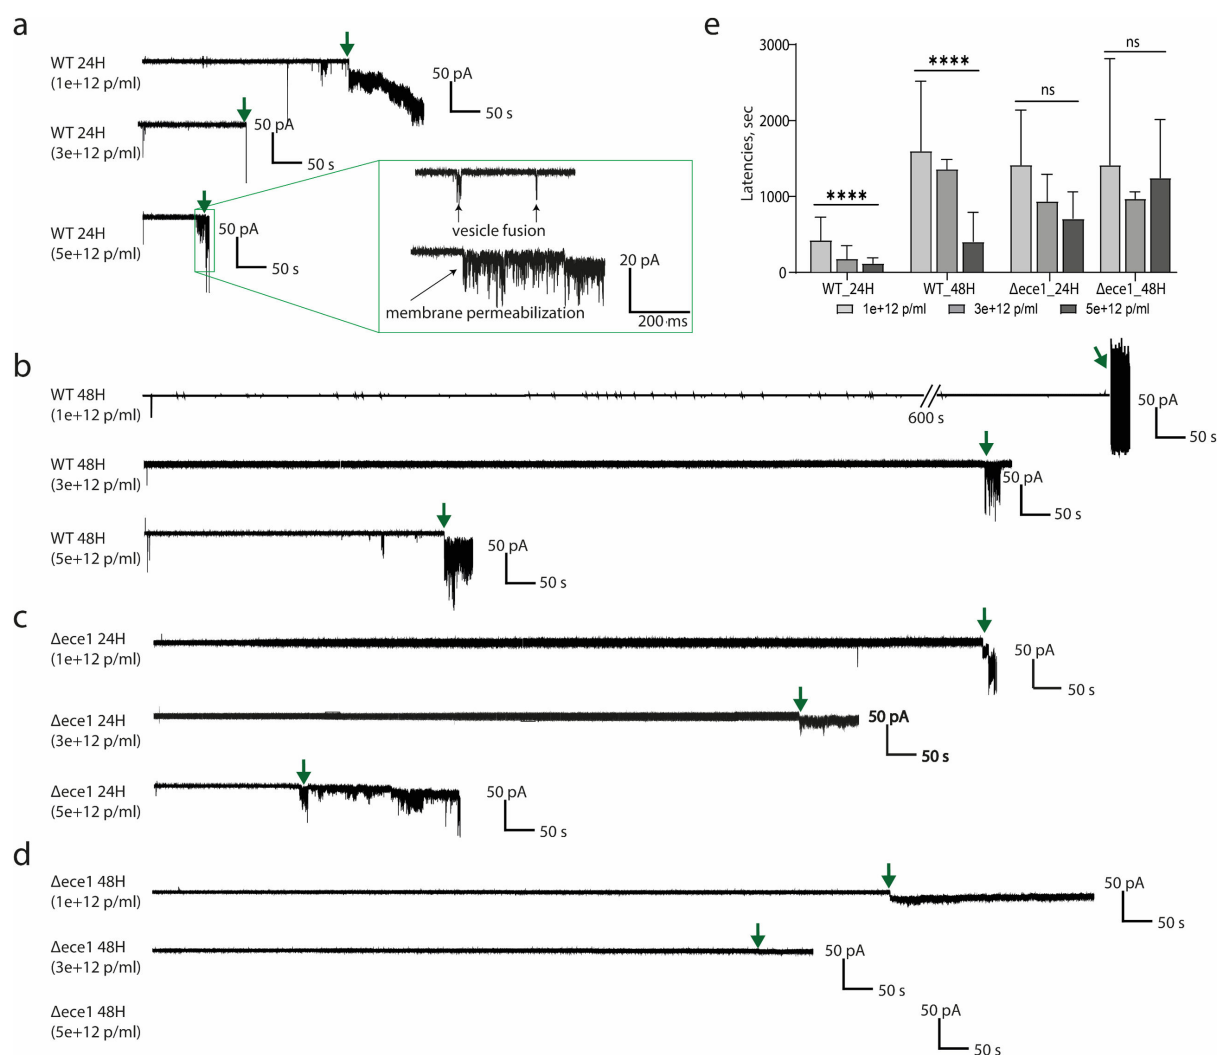 a
WT 24H
(1e+12 p/ml)
50 pA
50 s
WT 24H
(3e+12 p/ml)
50 pA
50 s
WT 24H
(5e+12 p/ml)
50 pA
50 s
vesicle fusion
membrane permeabilization
20 pA
200 ms
e
Latencies, sec
3000
2000
1000
0
****
****
ns
ns
WT_24H
WT_48H
Δece1_24H
Δece1_48H
1e+12 p/ml
3e+12 p/ml
5e+12 p/ml
b
WT 48H
(1e+12 p/ml)
600 s
50 pA
50 s
WT 48H
(3e+12 p/ml)
50 pA
50 s
WT 48H
(5e+12 p/ml)
50 pA
50 s
c
Δece1 24H
(1e+12 p/ml)
50 pA
50 s
Δece1 24H
(3e+12 p/ml)
50 pA
50 s
Δece1 24H
(5e+12 p/ml)
50 pA
50 s
d
Δece1 48H
(1e+12 p/ml)
50 pA
50 s
Δece1 48H
(3e+12 p/ml)
50 pA
50 s
Δece1 48H
(5e+12 p/ml)
50 pA
50 s